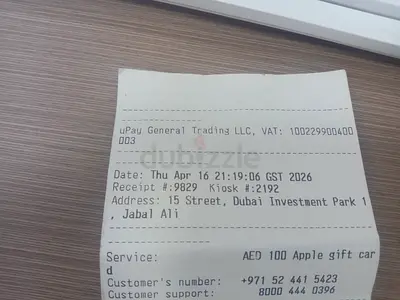 uPay General Trading LLC, VAT: 100229900400
003
dubizzle
Date: Thu Apr 16 21:19:06 GST 2026
Receipt #:9829 Kiosk #:2192
Address: 15 Street, Dubai Investment Park 1
, Jabal Ali
Service: AED 100 Apple gift car
d
Customer's number: +971 52 441 5423
Customer support: 8000 444 0396